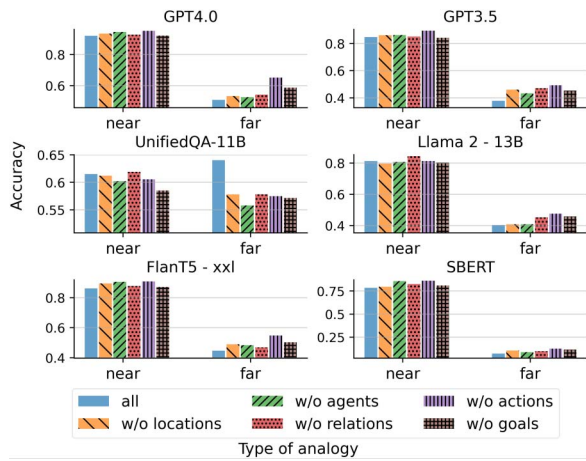 GPT4.0
GPT3.5
0.8
0.6
near
far
0.8
0.6
0.4
near
far
UnifiedQA-11B
Llama 2 - 13B
0.65
0.60
0.55
near
far
0.8
0.6
0.4
near
far
FlanT5 - xxl
SBERT
0.8
0.6
0.4
near
far
0.75
0.50
0.25
near
far
Accuracy
all
w/o agents
w/o actions
w/o locations
w/o relations
w/o goals
Type of analogy